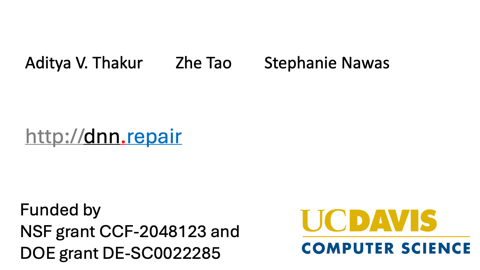 Aditya V. Thakur Zhe Tao Stephanie Nawas
http://dnn.repair
Funded by
NSF grant CCF-2048123 and
DOE grant DE-SC0022285
UCDAVIS
COMPUTER SCIENCE